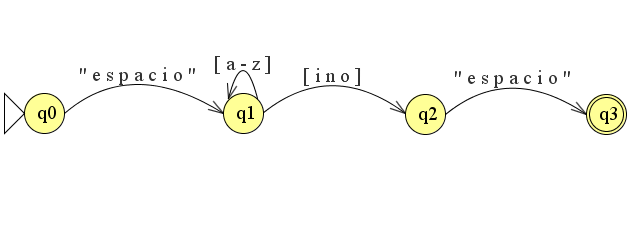 "espacio"
[a-z]
[ino]
"espacio"
q0
q1
q2
q3